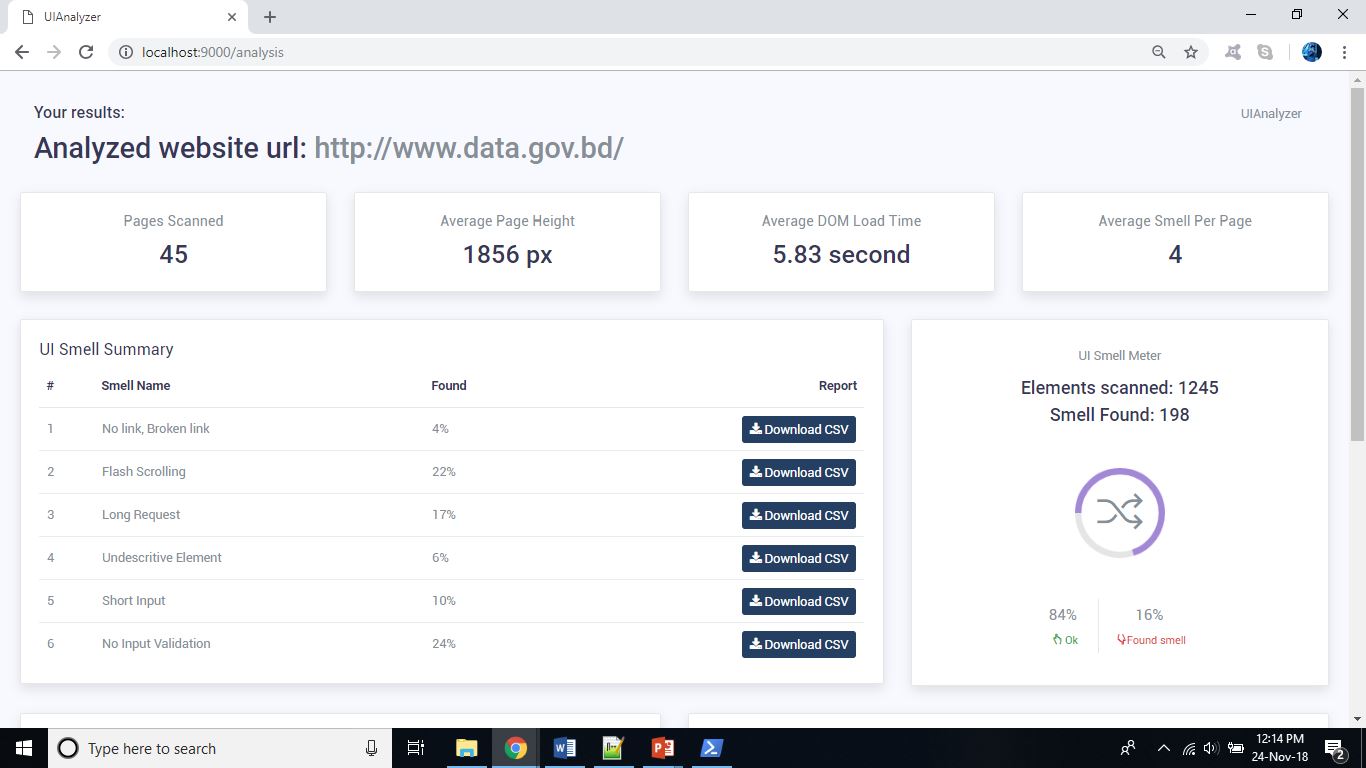 UIAnalyzer
localhost:9000/analysis
Your results:
UIAnalyzer
Analyzed website url: http://www.data.gov.bd/
Pages Scanned
45
Average Page Height
1856 px
Average DOM Load Time
5.83 second
Average Smell Per Page
4
UI Smell Summary
# Smell Name Found Report
1 No link, Broken link 4% Download CSV
2 Flash Scrolling 22% Download CSV
3 Long Request 17% Download CSV
4 Undescritive Element 6% Download CSV
5 Short Input 10% Download CSV
6 No Input Validation 24% Download CSV
UI Smell Meter
Elements scanned: 1245
Smell Found: 198
84% 16%
Ok Found smell
Type here to search
12:14 PM
24-Nov-18
2